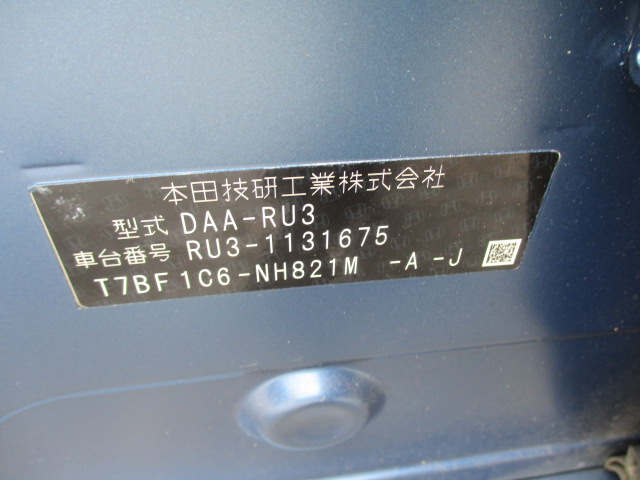 本田技研工業株式会社
型式 DAA-RU3
車台番号 RU3-1131675
T7BF1C6-NH821M -A-J